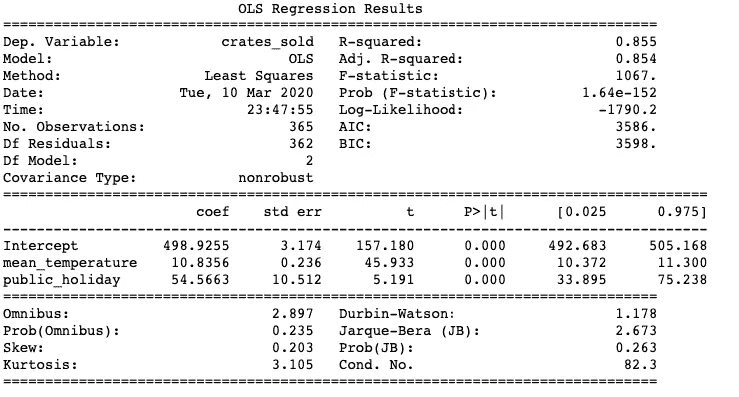 OLS Regression Results
==============================================================================
Dep. Variable: crates_sold R-squared: 0.855
Model: OLS Adj. R-squared: 0.854
Method: Least Squares F-statistic: 1067.
Date: Tue, 10 Mar 2020 Prob (F-statistic): 1.64e-152
Time: 23:47:55 Log-Likelihood: -1790.2
No. Observations: 365 AIC: 3586.
Df Residuals: 362 BIC: 3598.
Df Model: 2
Covariance Type: nonrobust
====================================================================================
coef std err t P>|t| [0.025 0.975]
------------------------------------------------------------------------------------
Intercept 498.9255 3.174 157.180 0.000 492.683 505.168
mean_temperature 10.8356 0.236 45.933 0.000 10.372 11.300
public_holiday 54.5663 10.512 5.191 0.000 33.895 75.238
==============================================================================
Omnibus: 2.897 Durbin-Watson: 1.178
Prob(Omnibus): 0.235 Jarque-Bera (JB): 2.673
Skew: 0.203 Prob(JB): 0.263
Kurtosis: 3.105 Cond. No. 82.3
==============================================================================